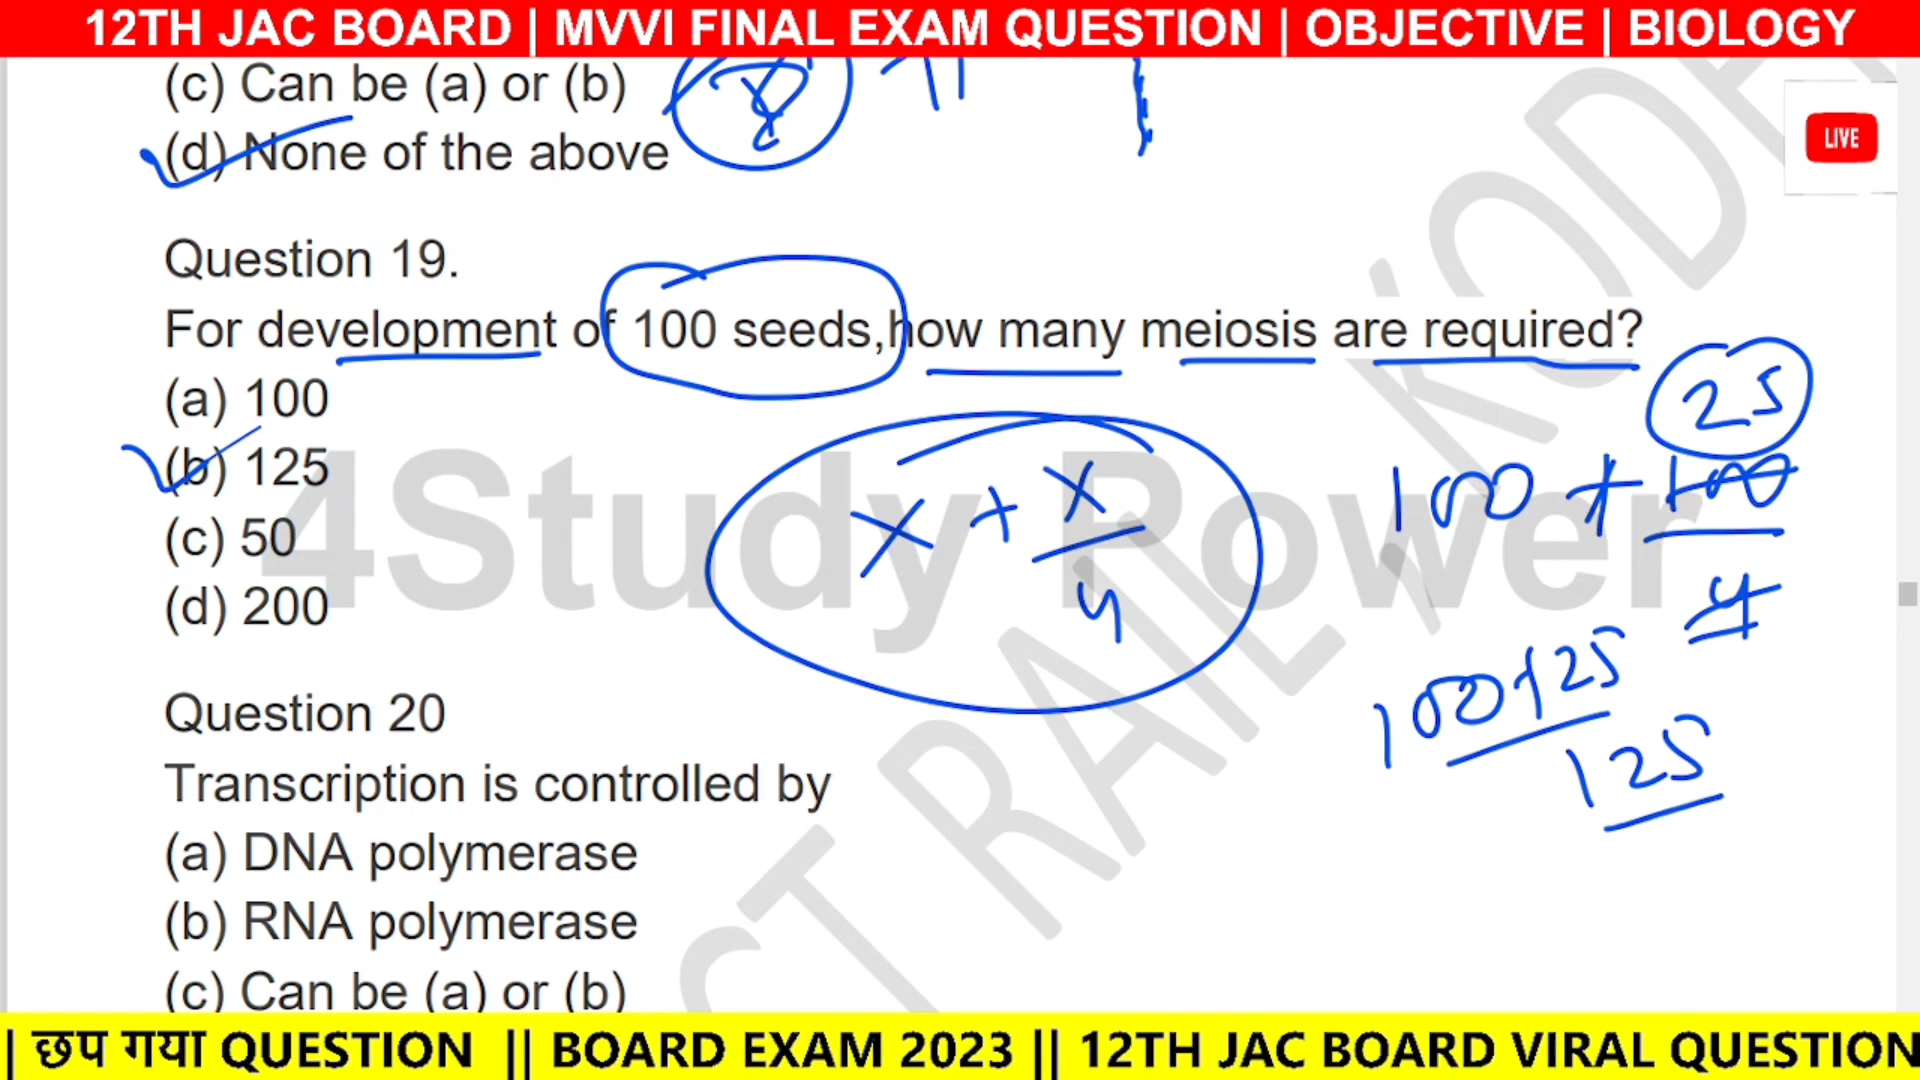 12TH JAC BOARD | MVVI FINAL EXAM QUESTION | OBJECTIVE | BIOLOGY
(c) Can be (a) or (b)
(d) None of the above
LIVE
Question 19.
For development of 100 seeds,how many meiosis are required?
(a) 100
(b) 125
(c) 50
(d) 200
x + x/4
25
100 + 100/4
100+25
125
4Study Power
Question 20
Transcription is controlled by
(a) DNA polymerase
(b) RNA polymerase
(c) Can be (a) or (b)
| छप गया QUESTION || BOARD EXAM 2023 || 12TH JAC BOARD VIRAL QUESTION